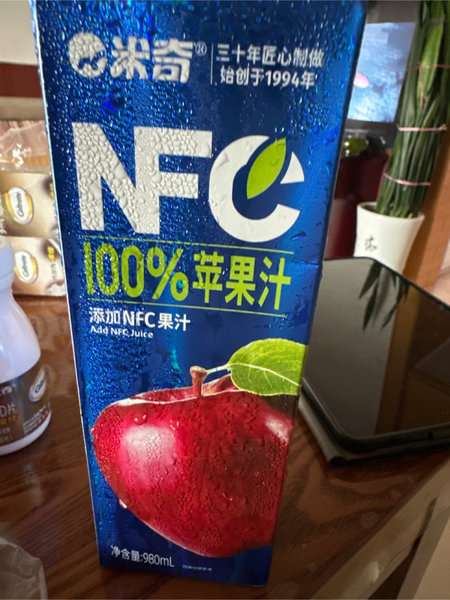 米奇®
三十年匠心制做
始创于1994年
NFC
100%苹果汁
添加NFC果汁
Add NFC Juice
净含量:980mL